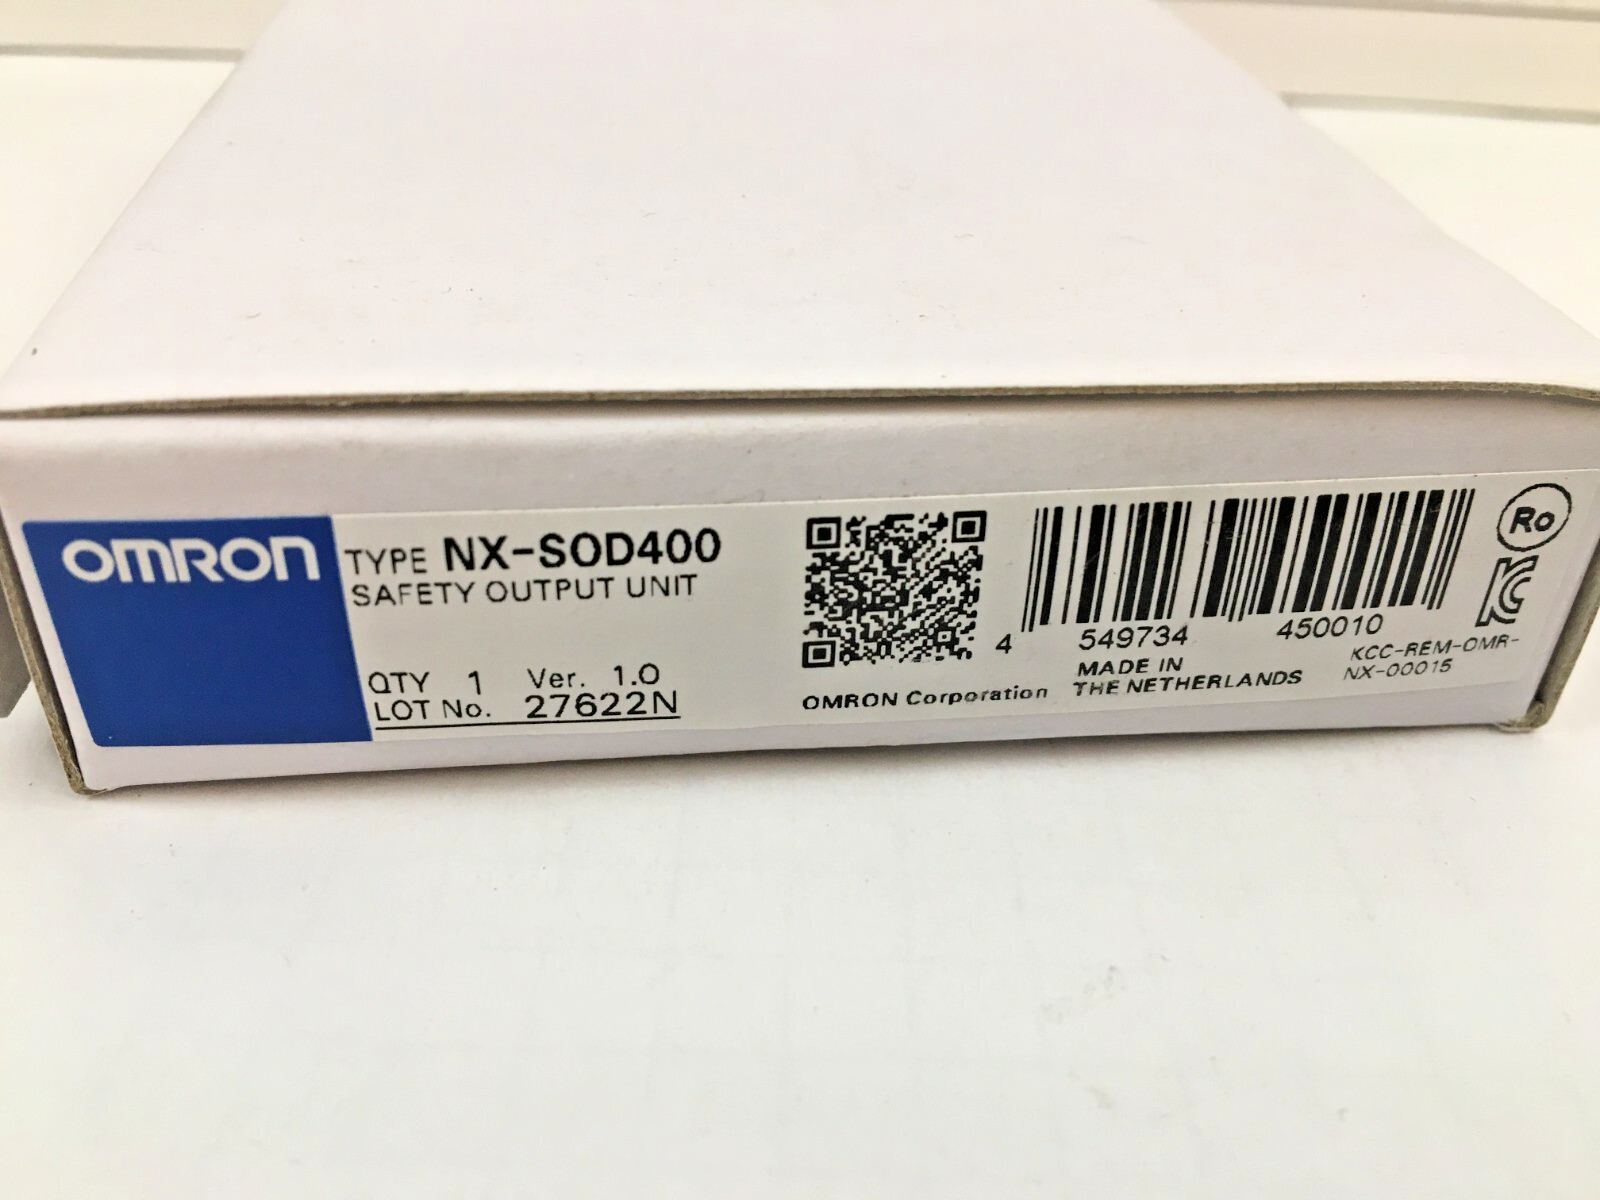 OMRON
TYPE NX-SOD400
SAFETY OUTPUT UNIT
QTY 1 Ver. 1.0
LOT No. 27622N
OMRON Corporation
4 549734 450010
MADE IN
THE NETHERLANDS
Ro
KC
KCC-REM-OMR-
NX-00015